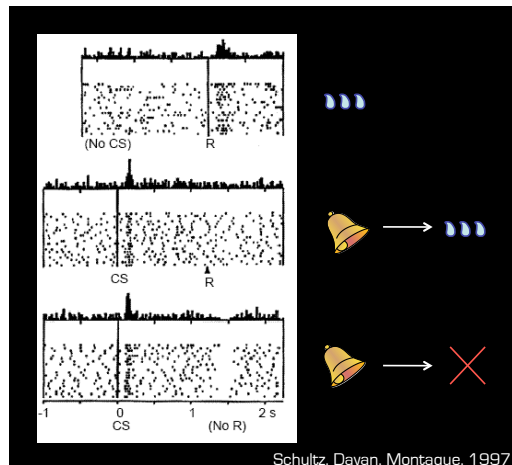 (No CS) R
CS R
-1 0 1 2 s
CS (No R)
Schultz, Dayan, Montague, 1997